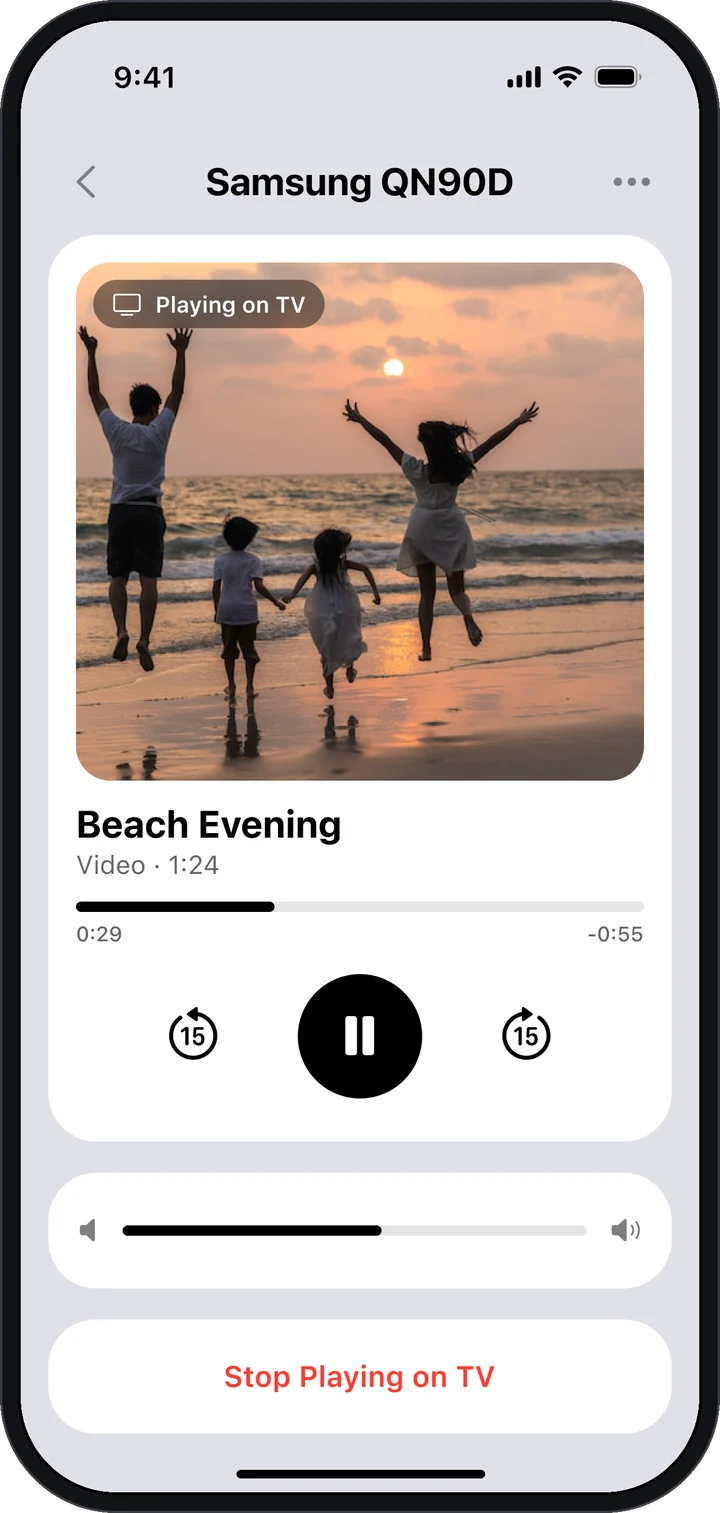 9:41
Samsung QN90D
Playing on TV
Beach Evening
Video · 1:24
0:29
-0:55
15
15
Stop Playing on TV